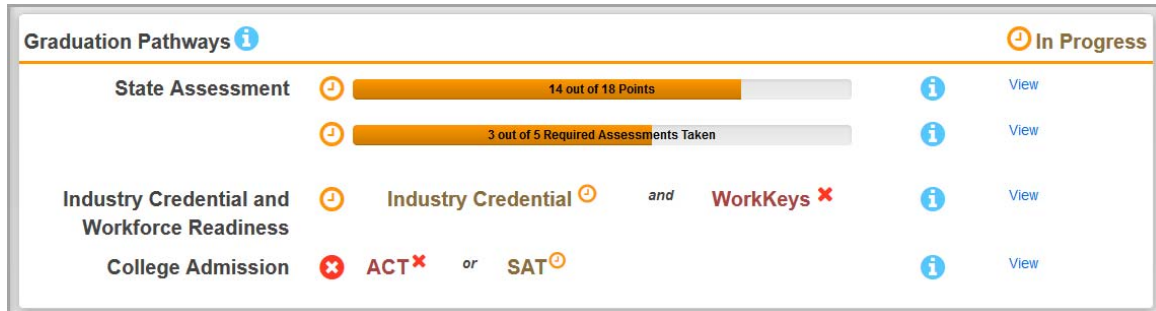 Graduation Pathways
In Progress
State Assessment
14 out of 18 Points
View
3 out of 5 Required Assessments Taken
View
Industry Credential and
Workforce Readiness
Industry Credential and WorkKeys
View
College Admission
ACT or SAT
View